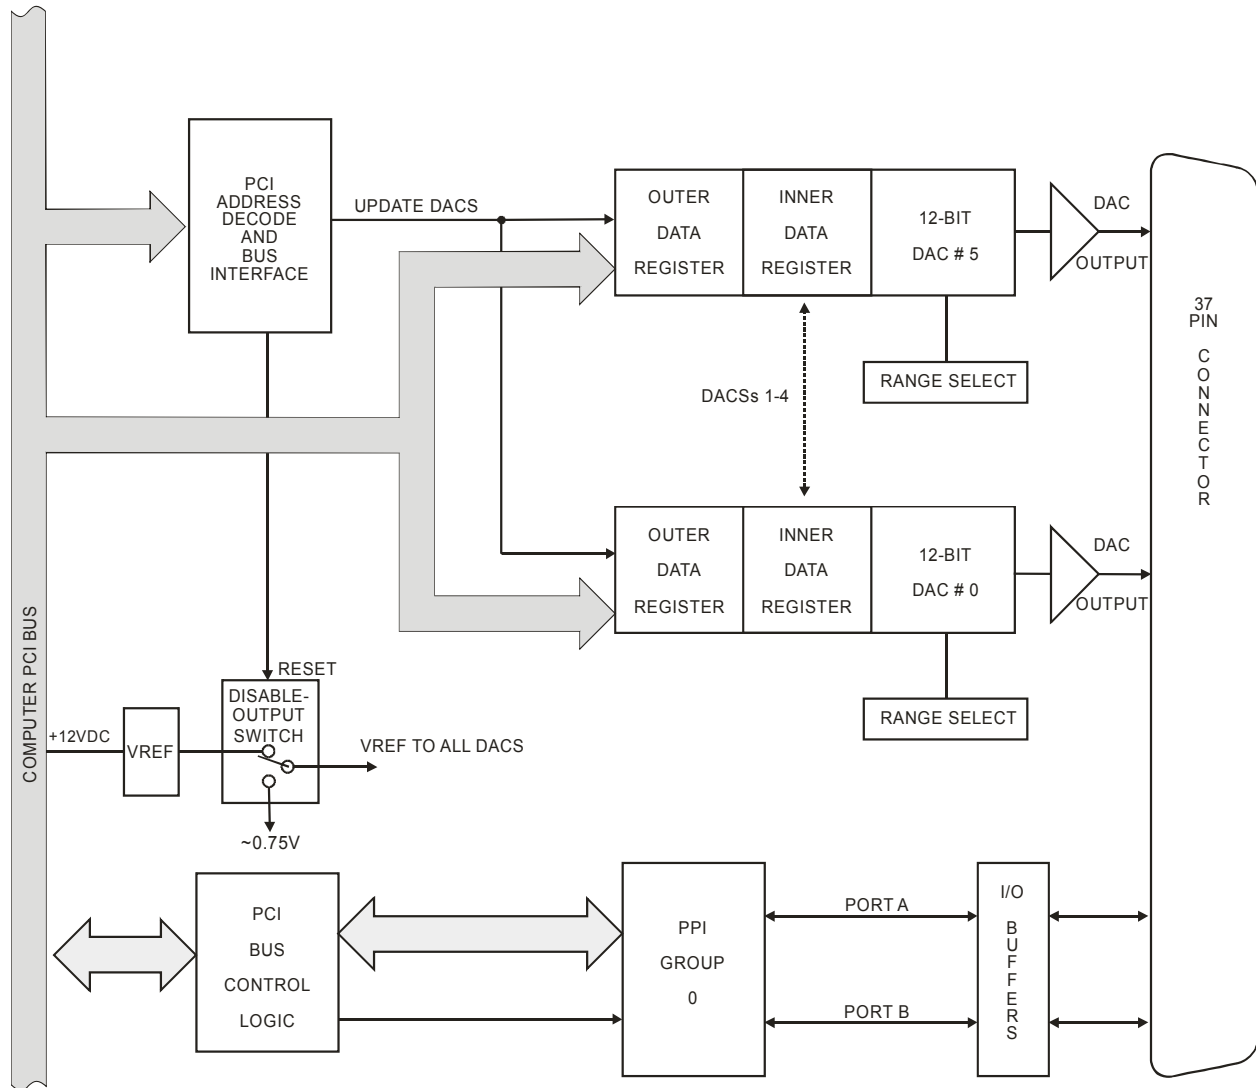 COMPUTER PCI BUS
PCI
ADDRESS
DECODE
AND
BUS
INTERFACE
UPDATE DACS
OUTER
DATA
REGISTER
INNER
DATA
REGISTER
12-BIT
DAC # 5
DAC
OUTPUT
RANGE SELECT
DACSs 1-4
37
PIN
CONNECTOR
OUTER
DATA
REGISTER
INNER
DATA
REGISTER
12-BIT
DAC # 0
DAC
OUTPUT
RANGE SELECT
RESET
DISABLE-
OUTPUT
SWITCH
+12VDC
VREF
VREF TO ALL DACS
~0.75V
PCI
BUS
CONTROL
LOGIC
PPI
GROUP
0
PORT A
PORT B
I/O
BUFFERS